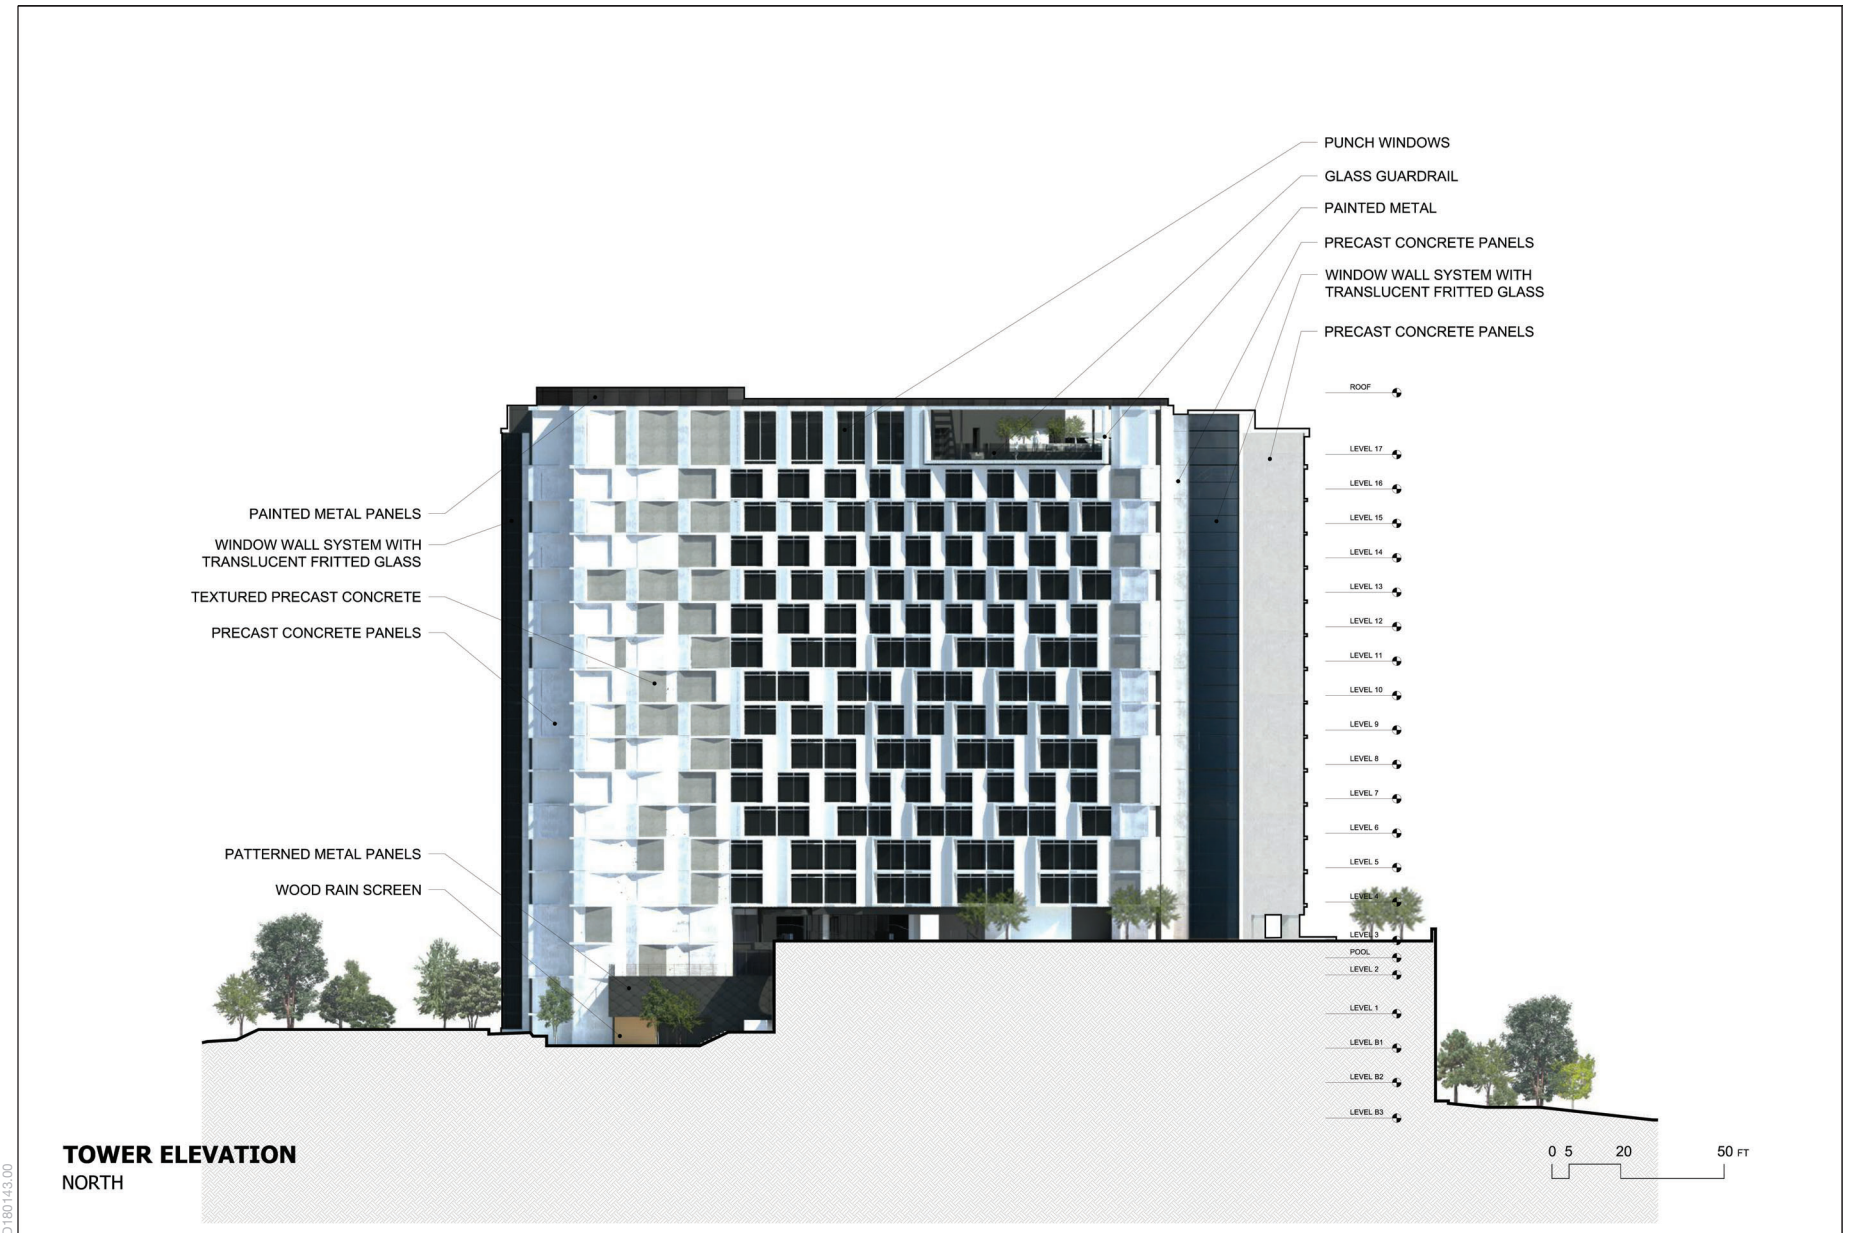 PUNCH WINDOWS
GLASS GUARDRAIL
PAINTED METAL
PRECAST CONCRETE PANELS
WINDOW WALL SYSTEM WITH
TRANSLUCENT FRITTED GLASS
PRECAST CONCRETE PANELS
PAINTED METAL PANELS
WINDOW WALL SYSTEM WITH
TRANSLUCENT FRITTED GLASS
TEXTURED PRECAST CONCRETE
PRECAST CONCRETE PANELS
PATTERNED METAL PANELS
WOOD RAIN SCREEN
ROOF
LEVEL 17
LEVEL 16
LEVEL 15
LEVEL 14
LEVEL 13
LEVEL 12
LEVEL 11
LEVEL 10
LEVEL 9
LEVEL 8
LEVEL 7
LEVEL 6
LEVEL 5
LEVEL 4
LEVEL 3
POOL
LEVEL 2
LEVEL 1
LEVEL B1
LEVEL B2
LEVEL B3
TOWER ELEVATION
NORTH
0 5 20 50 FT
D180143.00